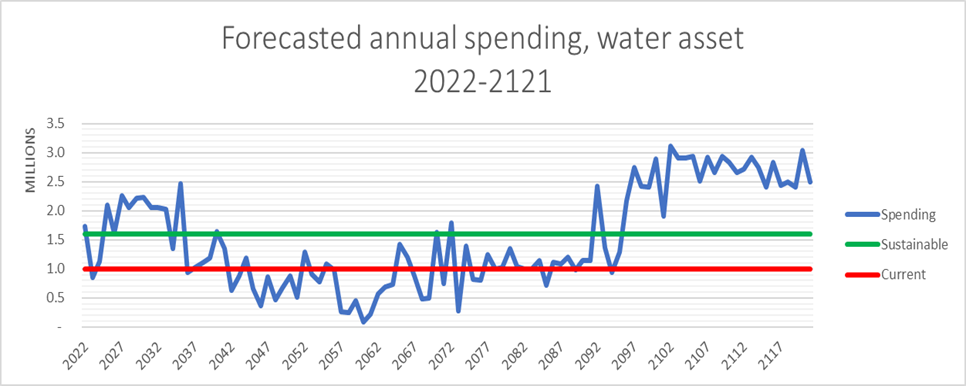 Forecasted annual spending, water asset
2022-2121
MILLIONS
3.5
3.0
2.5
2.0
1.5
1.0
0.5
-
2022 2027 2032 2037 2042 2047 2052 2057 2062 2067 2072 2077 2082 2087 2092 2097 2102 2107 2112 2117
Spending
Sustainable
Current